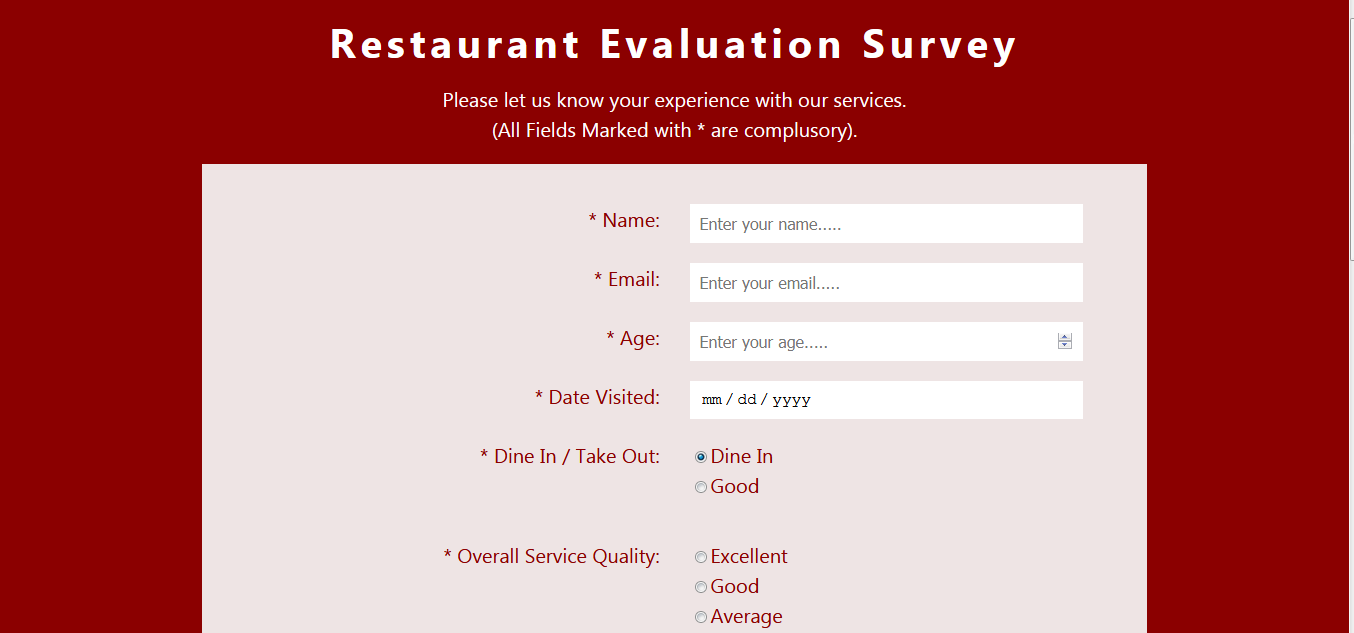 Restaurant Evaluation Survey
Please let us know your experience with our services.
(All Fields Marked with * are complusory).
* Name: Enter your name.....
* Email: Enter your email.....
* Age: Enter your age.....
* Date Visited: mm / dd / yyyy
* Dine In / Take Out: Dine In
Good
* Overall Service Quality: Excellent
Good
Average